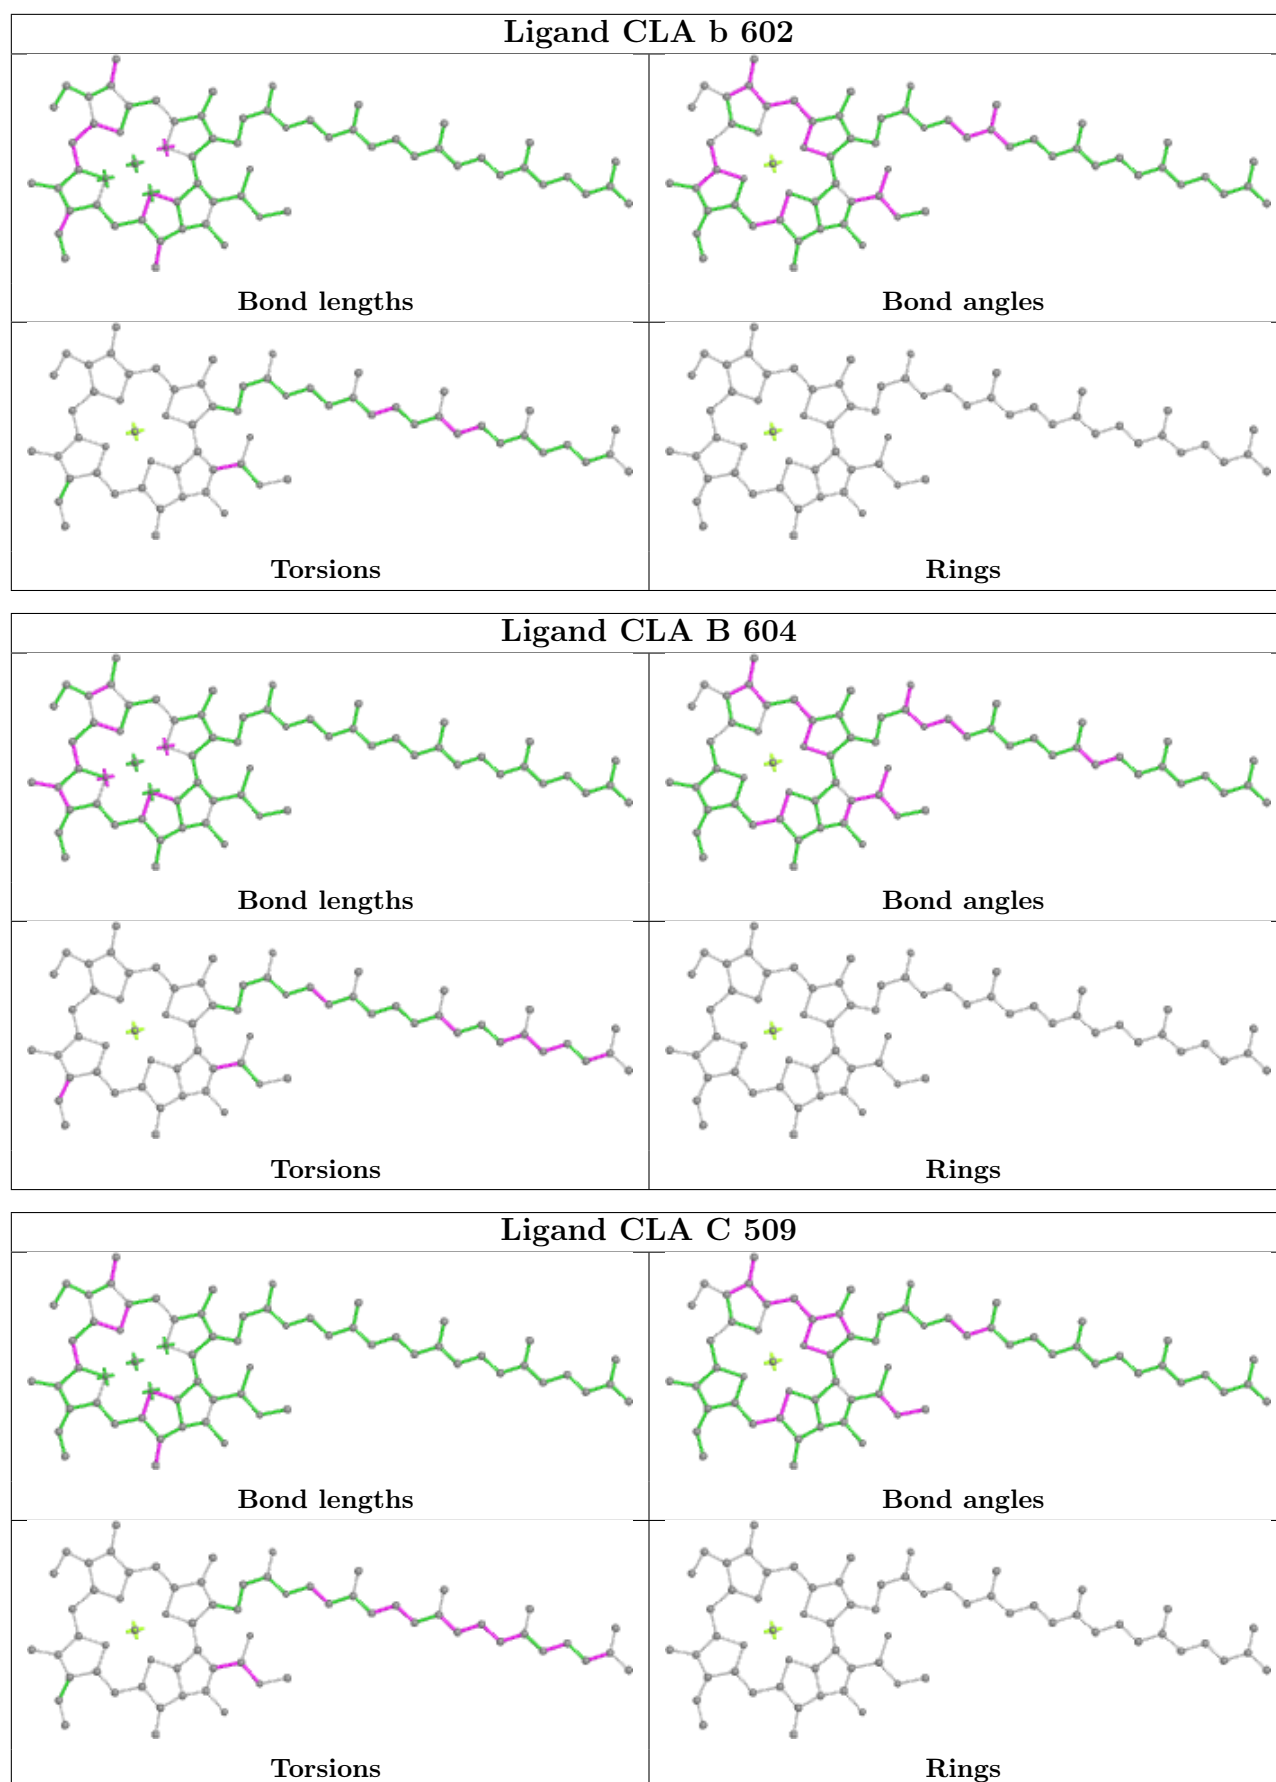 Ligand CLA b 602
Bond lengths
Bond angles
Torsions
Rings
Ligand CLA B 604
Bond lengths
Bond angles
Torsions
Rings
Ligand CLA C 509
Bond lengths
Bond angles
Torsions
Rings